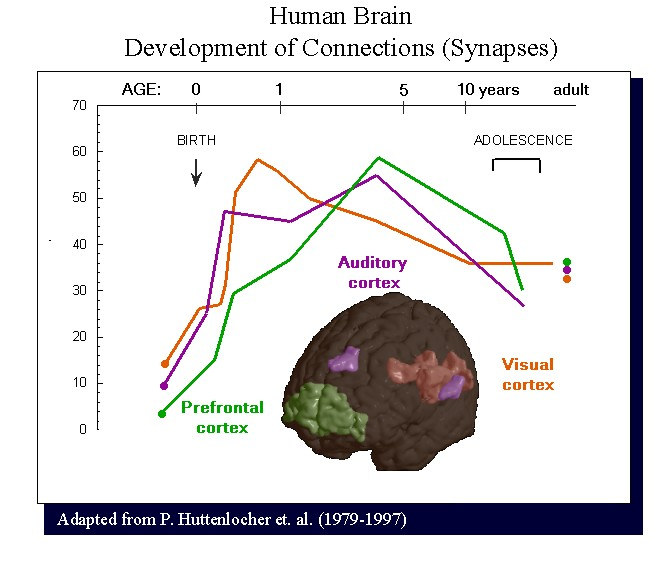 Human Brain
Development of Connections (Synapses)
AGE: 0 1 5 10 years adult
70
BIRTH ADOLESCENCE
60
50
40
Auditory
cortex
30
20
Visual
cortex
10
Prefrontal
cortex
0
Adapted from P. Huttenlocher et. al. (1979-1997)